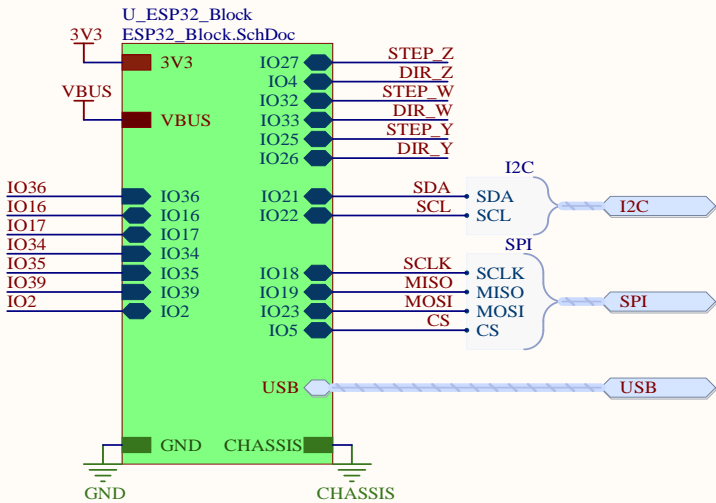 U_ESP32_Block
ESP32_Block.SchDoc
3V3
3V3
VBUS
VBUS
IO27
STEP_Z
IO4
DIR_Z
IO32
STEP_W
IO33
DIR_W
IO25
STEP_Y
IO26
DIR_Y
IO36
IO36
IO16
IO16
IO17
IO17
IO34
IO34
IO35
IO35
IO39
IO39
IO2
IO2
IO21
SDA
IO22
SCL
I2C
SDA
SCL
I2C
IO18
SCLK
IO19
MISO
IO23
MOSI
IO5
CS
SPI
SCLK
MISO
MOSI
CS
SPI
USB
USB
GND
CHASSIS
GND
CHASSIS